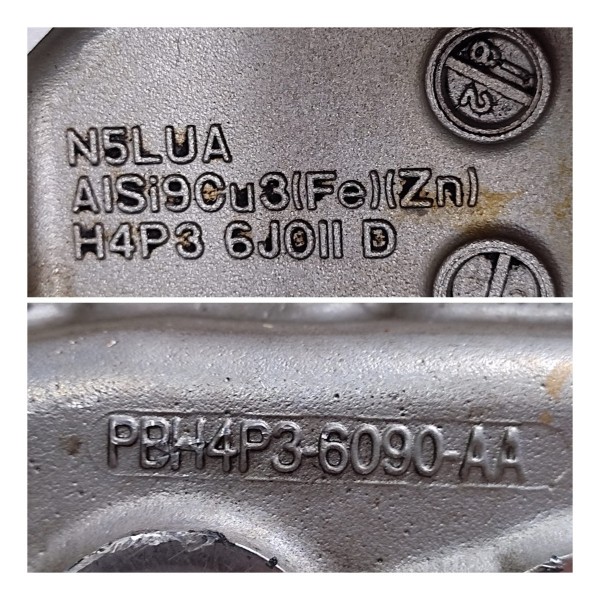 N5LUA
AlSi9Cu3(Fe)(Zn)
H4P3 6J011 D
PBH4P3-6090-AA